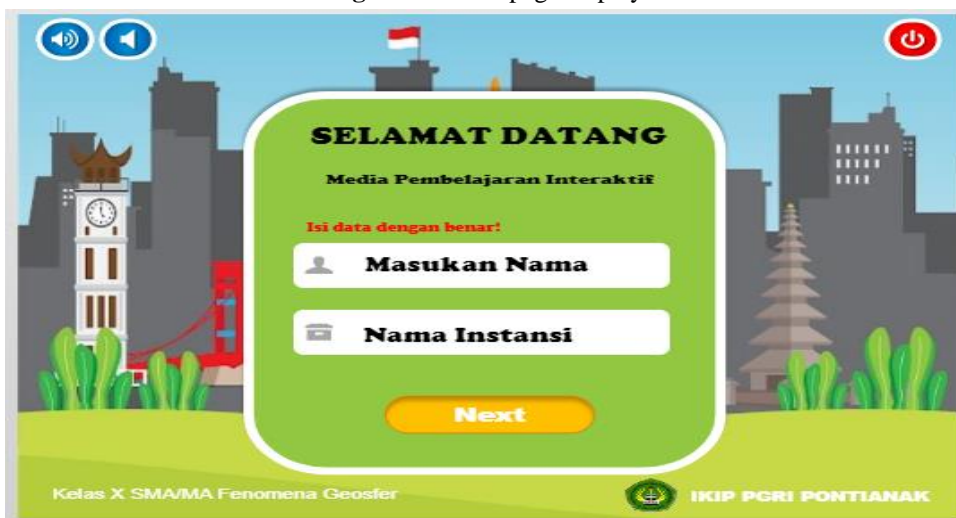 SELAMAT DATANG
Media Pembelajaran Interaktif
Isi data dengan benar!
Masukan Nama
Nama Instansi
Next
Kelas X SMA/MA Fenomena Geosfer
IKIP PGRI PONTIANAK